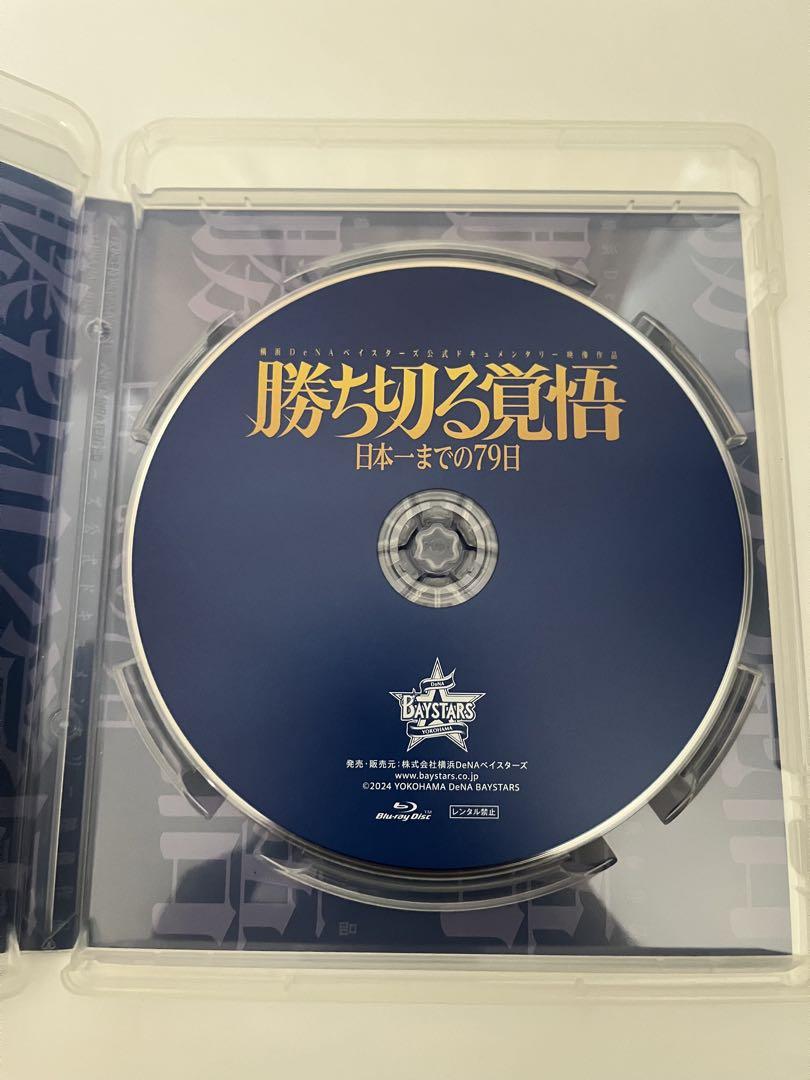 横浜DeNAベイスターズ公式ドキュメンタリー映像作品
勝ち切る覚悟
日本一までの79日
DeNA
BAYSTARS
YOKOHAMA
発売・販売元：株式会社横浜DeNAベイスターズ
www.baystars.co.jp
©2024 YOKOHAMA DeNA BAYSTARS
Blu-ray Disc™
レンタル禁止